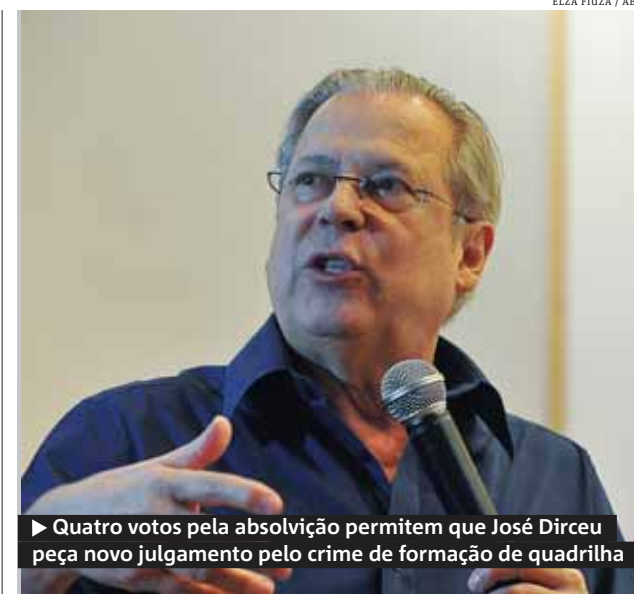 ELZA FIUZA / AB
▶ Quatro votos pela absolvição permitem que José Dirceu
peça novo julgamento pelo crime de formação de quadrilha